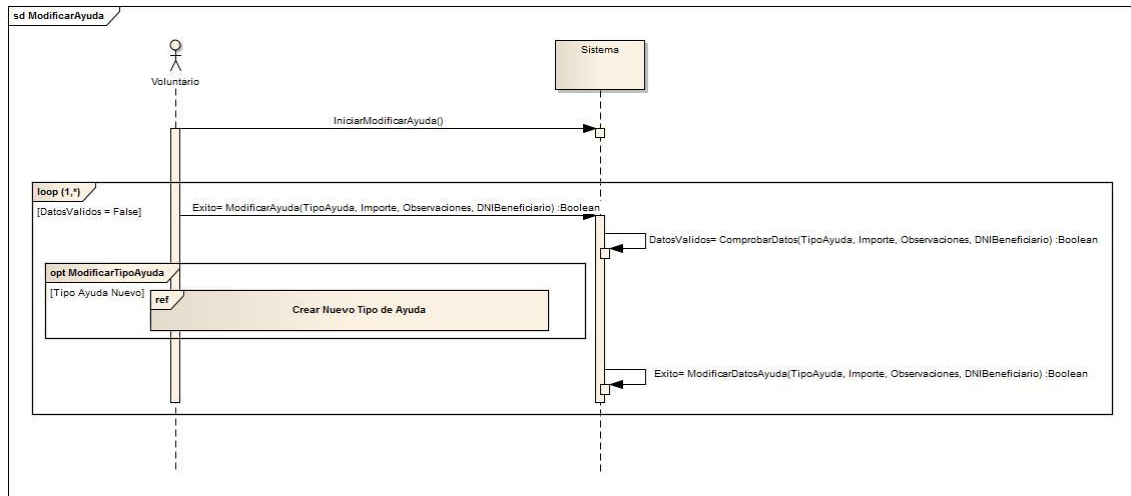 sd ModificarAyuda
Voluntario
Sistema
IniciarModificarAyuda()
loop (1,*)
[DatosValidos = False]
Exito= ModificarAyuda(TipoAyuda, Importe, Observaciones, DNIBeneficiario) :Boolean
DatosValidos= ComprobarDatos(TipoAyuda, Importe, Observaciones, DNIBeneficiario) :Boolean
opt ModificarTipoAyuda
[Tipo Ayuda Nuevo]
ref
Crear Nuevo Tipo de Ayuda
Exito= ModificarDatosAyuda(TipoAyuda, Importe, Observaciones, DNIBeneficiario) :Boolean